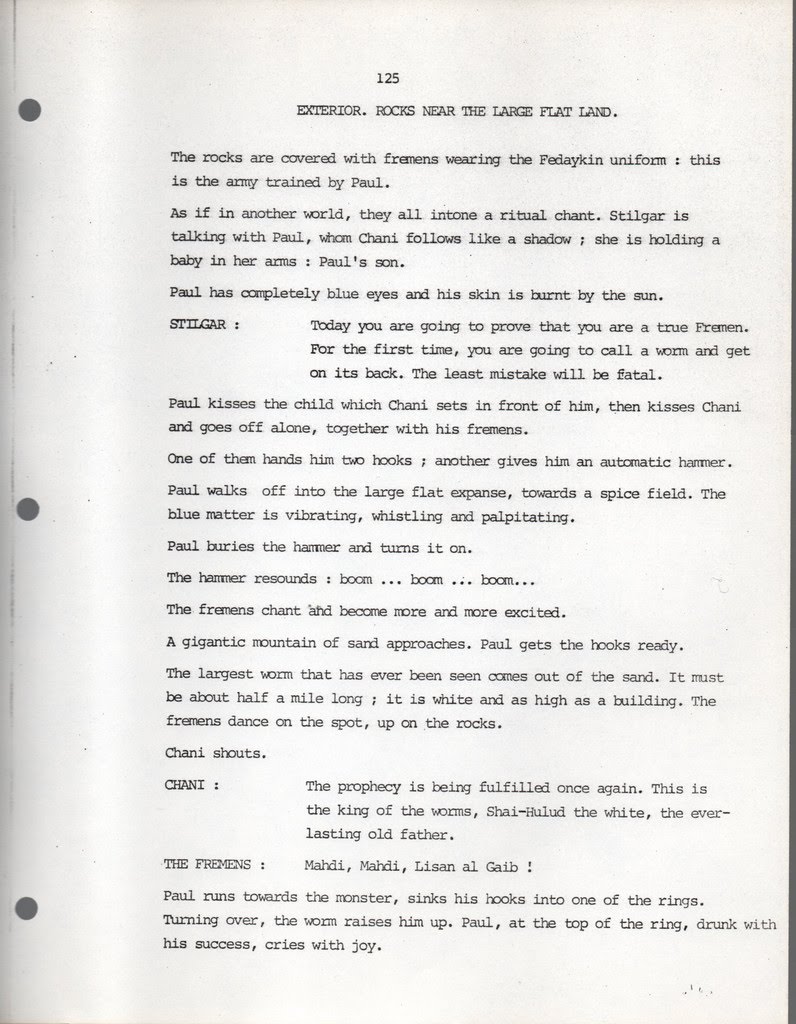 125
EXTERIOR. ROCKS NEAR THE LARGE FLAT LAND.
The rocks are covered with fremens wearing the Fedaykin uniform : this
is the army trained by Paul.
As if in another world, they all intone a ritual chant. Stilgar is
talking with Paul, whom Chani follows like a shadow ; she is holding a
baby in her arms : Paul's son.
Paul has completely blue eyes and his skin is burnt by the sun.
STILGAR : Today you are going to prove that you are a true Fremen.
For the first time, you are going to call a worm and get
on its back. The least mistake will be fatal.
Paul kisses the child which Chani sets in front of him, then kisses Chani
and goes off alone, together with his fremens.
One of them hands him two hooks ; another gives him an automatic hammer.
Paul walks off into the large flat expanse, towards a spice field. The
blue matter is vibrating, whistling and palpitating.
Paul buries the hammer and turns it on.
The hammer resounds : boom ... boom ... boom...
The fremens chant and become more and more excited.
A gigantic mountain of sand approaches. Paul gets the hooks ready.
The largest worm that has ever been seen comes out of the sand. It must
be about half a mile long ; it is white and as high as a building. The
fremens dance on the spot, up on the rocks.
Chani shouts.
CHANI : The prophecy is being fulfilled once again. This is
the king of the worms, Shai-Hulud the white, the ever-
lasting old father.
THE FREMENS : Mahdi, Mahdi, Lisan al Gaib !
Paul runs towards the monster, sinks his hooks into one of the rings.
Turning over, the worm raises him up. Paul, at the top of the ring, drunk with
his success, cries with joy.